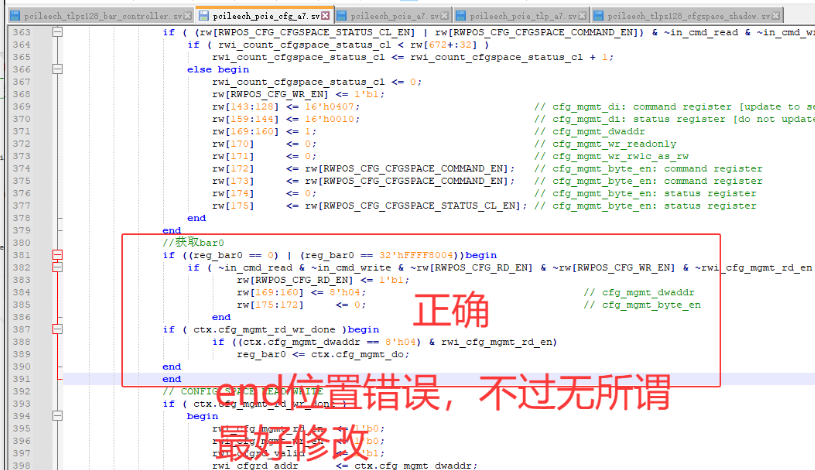 pcileech_tlps128_bar_controller.sv
pcileech_pcie_cfg_a7.sv
pcileech_pcie_a7.sv
pcileech_pcie_tlp_a7.sv
pcileech_tlps128_cfgspace_shadow.sv
363 if ( (rw[RWPOS_CFG_CFGSPACE_STATUS_CL_EN] | rw[RWPOS_CFG_CFGSPACE_COMMAND_EN]) & ~in_cmd_read & ~in_cmd_wr
364 if ( rwi_count_cfgspace_status_cl < rw[672+:32] )
365 rwi_count_cfgspace_status_cl <= rwi_count_cfgspace_status_cl + 1;
366 else begin
367 rwi_count_cfgspace_status_cl <= 0;
368 rw[RWPOS_CFG_WR_EN] <= 1'b1;
369 rw[143:128] <= 16'h0407; // cfg_mgmt_di: command register [update to se
370 rw[159:144] <= 16'h0010; // cfg_mgmt_di: status register [do not update
371 rw[169:160] <= 1; // cfg_mgmt_dwaddr
372 rw[170] <= 0; // cfg_mgmt_wr_readonly
373 rw[171] <= 0; // cfg_mgmt_wr_rw1c_as_rw
374 rw[172] <= rw[RWPOS_CFG_CFGSPACE_COMMAND_EN]; // cfg_mgmt_byte_en: command register
375 rw[173] <= rw[RWPOS_CFG_CFGSPACE_COMMAND_EN]; // cfg_mgmt_byte_en: command register
376 rw[174] <= 0; // cfg_mgmt_byte_en: status register
377 rw[175] <= rw[RWPOS_CFG_CFGSPACE_STATUS_CL_EN]; // cfg_mgmt_byte_en: status register
378 end
379 end
380 //获取bar0
381 if ((reg_bar0 == 0) | (reg_bar0 == 32'hFFFF8004))begin
382 if ( ~in_cmd_read & ~in_cmd_write & ~rw[RWPOS_CFG_RD_EN] & ~rw[RWPOS_CFG_WR_EN] & ~rwi_cfg_mgmt_rd_en
383 rw[RWPOS_CFG_RD_EN] <= 1'b1;
384 rw[169:160] <= 8'h04; // cfg_mgmt_dwaddr
385 rw[175:172] <= 0; // cfg_mgmt_byte_en
386 end
387 if ( ctx.cfg_mgmt_rd_wr_done )begin
388 if ((ctx.cfg_mgmt_dwaddr == 8'h04) & rwi_cfg_mgmt_rd_en)
389 reg_bar0 <= ctx.cfg_mgmt_do;
390 end
391 end
正确
end位置错误，不过无所谓
最好修改
392 // CONFIG SPACE READ/WRITE
393 if ( ctx.cfg_mgmt_rd_wr_done )
394 begin
395 rwi_cfg_mgmt_rd_en <= 1'b0;
396 rwi_cfg_mgmt_wr_en <= 1'b0;
397 rwi_cfgrd_valid <= 1'b1;
398 rwi_cfgrd_addr <= ctx.cfg_mgmt_dwaddr;